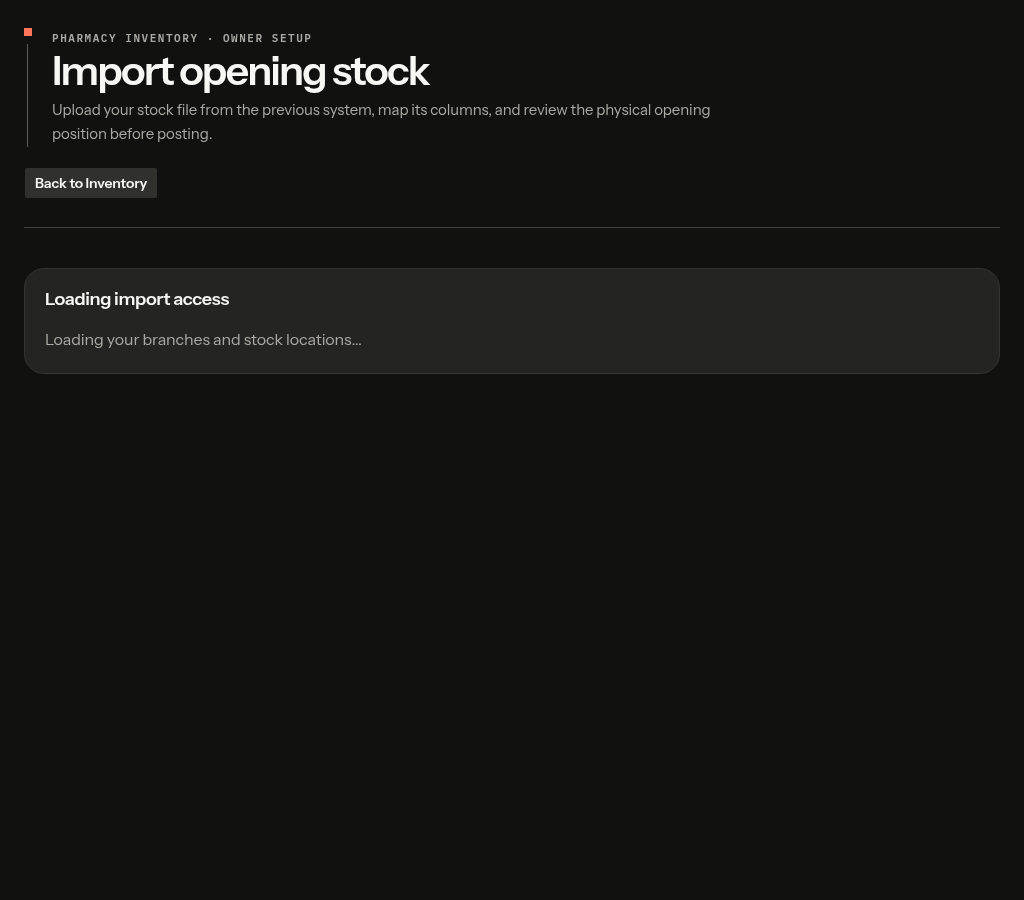 PHARMACY INVENTORY · OWNER SETUP
Import opening stock
Upload your stock file from the previous system, map its columns, and review the physical opening
position before posting.
Back to Inventory
Loading import access
Loading your branches and stock locations…